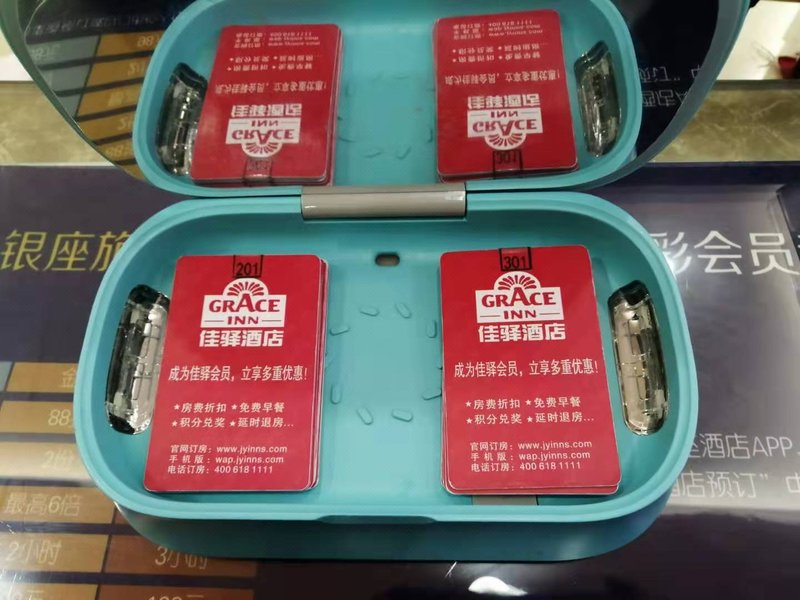 银座旅
彩会员
201
GRACE
INN
佳驿酒店
成为佳驿会员，立享多重优惠!
★房费折扣 ★免费早餐
★积分兑奖 ★延时退房...
官网订房：www.jyinns.com
手 机 版：wap.jyinns.com
电话订房：400 618 1111
301
GRACE
INN
佳驿酒店
成为佳驿会员，立享多重优惠!
★房费折扣 ★免费早餐
★积分兑奖 ★延时退房...
官网订房：www.jyinns.com
手 机 版：wap.jyinns.com
电话订房：400 618 1111
金
88
最高6倍
2小时
3小时
酒店APP
酒店预订”中